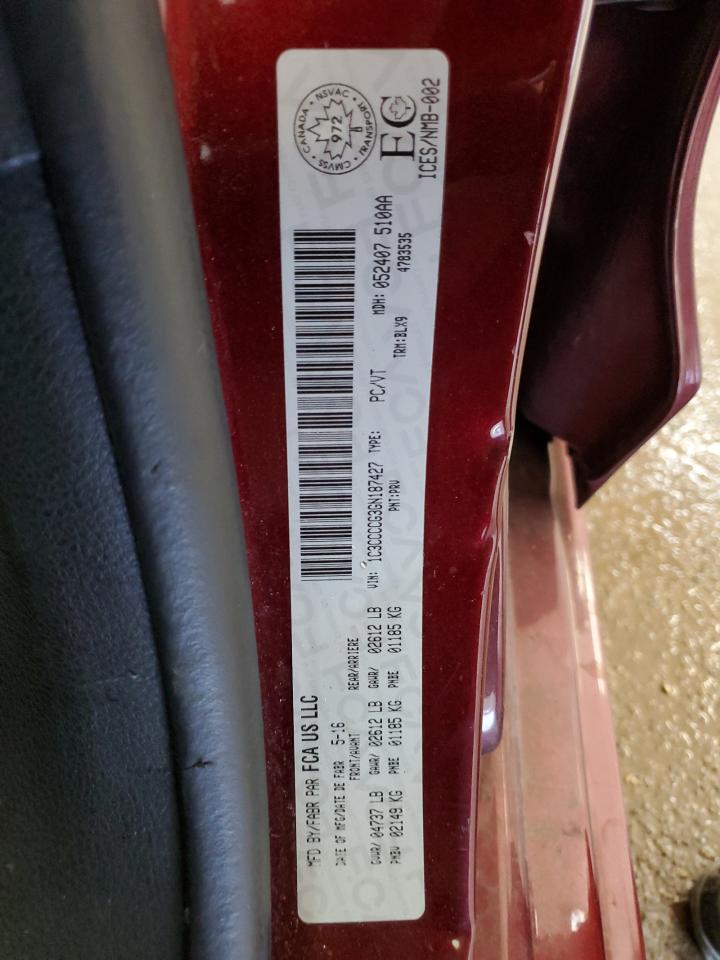 MFD BY/FABR PAR FCA US LLC
DATE OF MFG/DATE DE FABR 5-16
FRONT/AVANT REAR/ARRIERE
GVWR/ 04737 LB GAWR/ 02612 LB GAWR/ 02612 LB
PNBV 02149 KG PNBE 01185 KG PNBE 01185 KG
VIN: 1C3CCCCG3GN187427 TYPE: PC/VT MDH: 052407 510AA
PNT:PRV TRM:BLX9 4783535
CANADA • NSVAC • TRANSPORT • CMVSS
972
EC
ICES/NMB-002